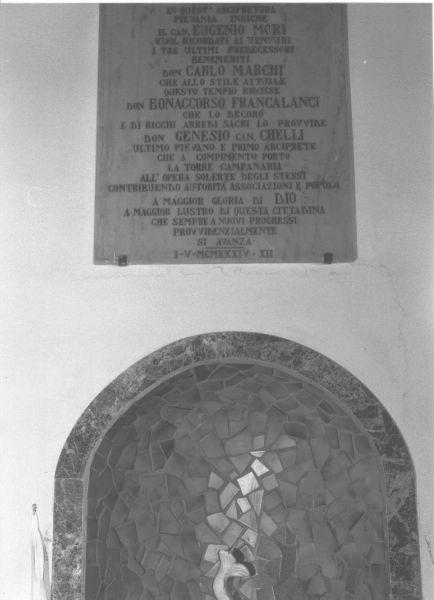 IN QUEST' ARCIPRETURA
PIEVANIA INSIGNE
IL CAN. EUGENIO MORI
VUOL RICORDATI AI VENTURI
I TRE ULTIMI PREDECESSORI
BENEMERITI
DON CARLO MARCHI
CHE ALLO STILE ATTUALE
QUESTO TEMPIO RIDUSSE
DON BONACCORSO FRANCALANCI
CHE LO DECORÒ
E DI RICCHI ARREDI SACRI LO PROVVIDE
DON GENESIO CAN. CHELLI
ULTIMO PIEVANO E PRIMO ARCIPRETE
CHE A COMPIMENTO PORTÒ
LA TORRE CAMPANARIA
ALL' OPERA SOLERTE DEGLI STESSI
CONTRIBUENDO AUTORITÀ ASSOCIAZIONI E POPOLO
A MAGGIOR GLORIA DI DIO
A MAGGIOR LUSTRO DI QUESTA CITTADINA
CHE SEMPRE A NUOVI PROGRESSI
PROVVIDENZIALMENTE
SI AVANZA
I · V · MCMXXXIV · XII